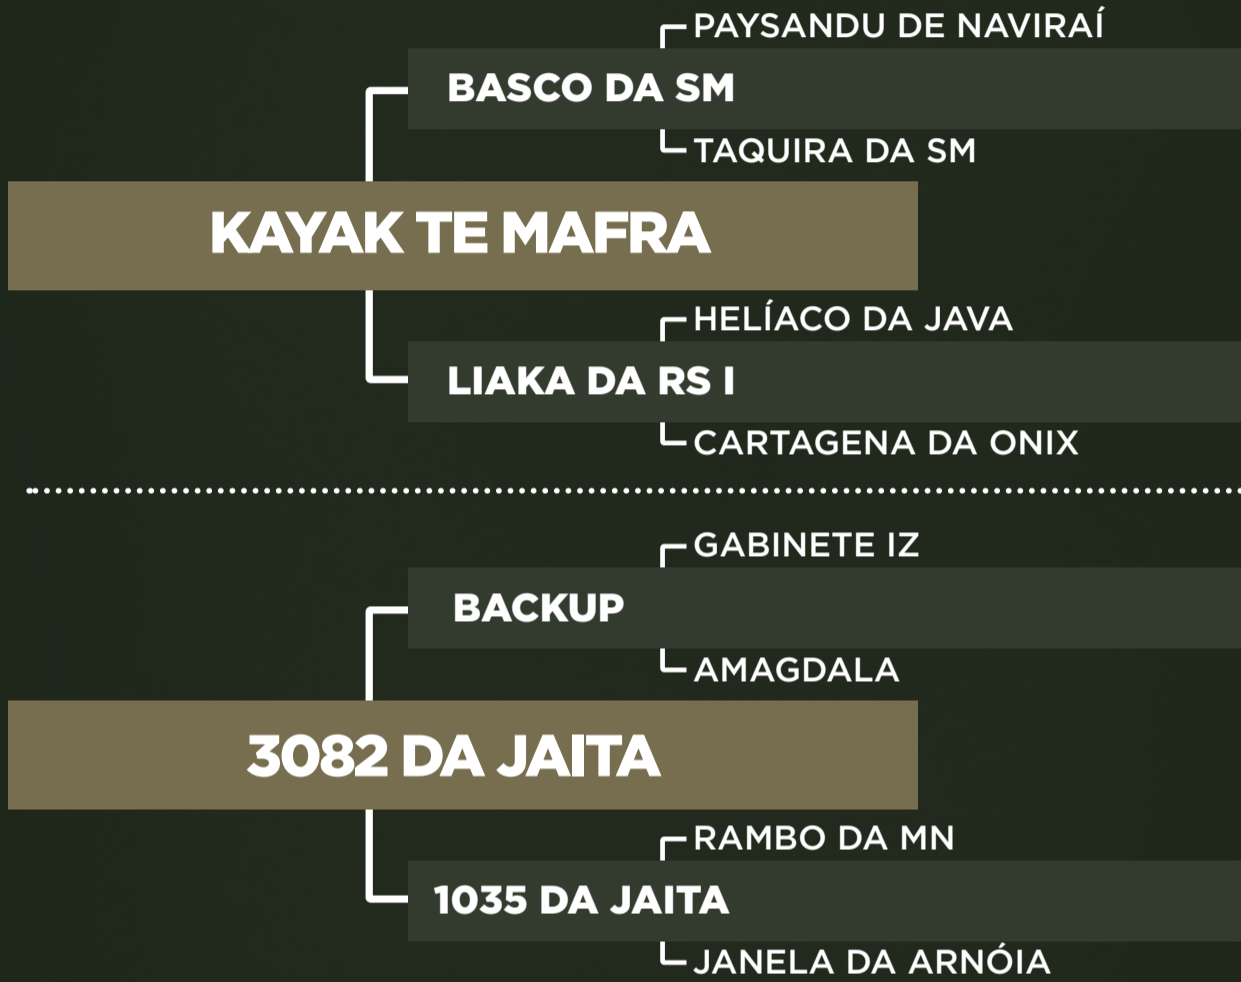 PAYSANDU DE NAVIRAÍ
BASCO DA SM
TAQUIRA DA SM
KAYAK TE MAFRA
HELÍACO DA JAVA
LIAKA DA RS I
CARTAGENA DA ONIX
GABINETE IZ
BACKUP
AMAGDALA
3082 DA JAITA
RAMBO DA MN
1035 DA JAITA
JANELA DA ARNÓIA